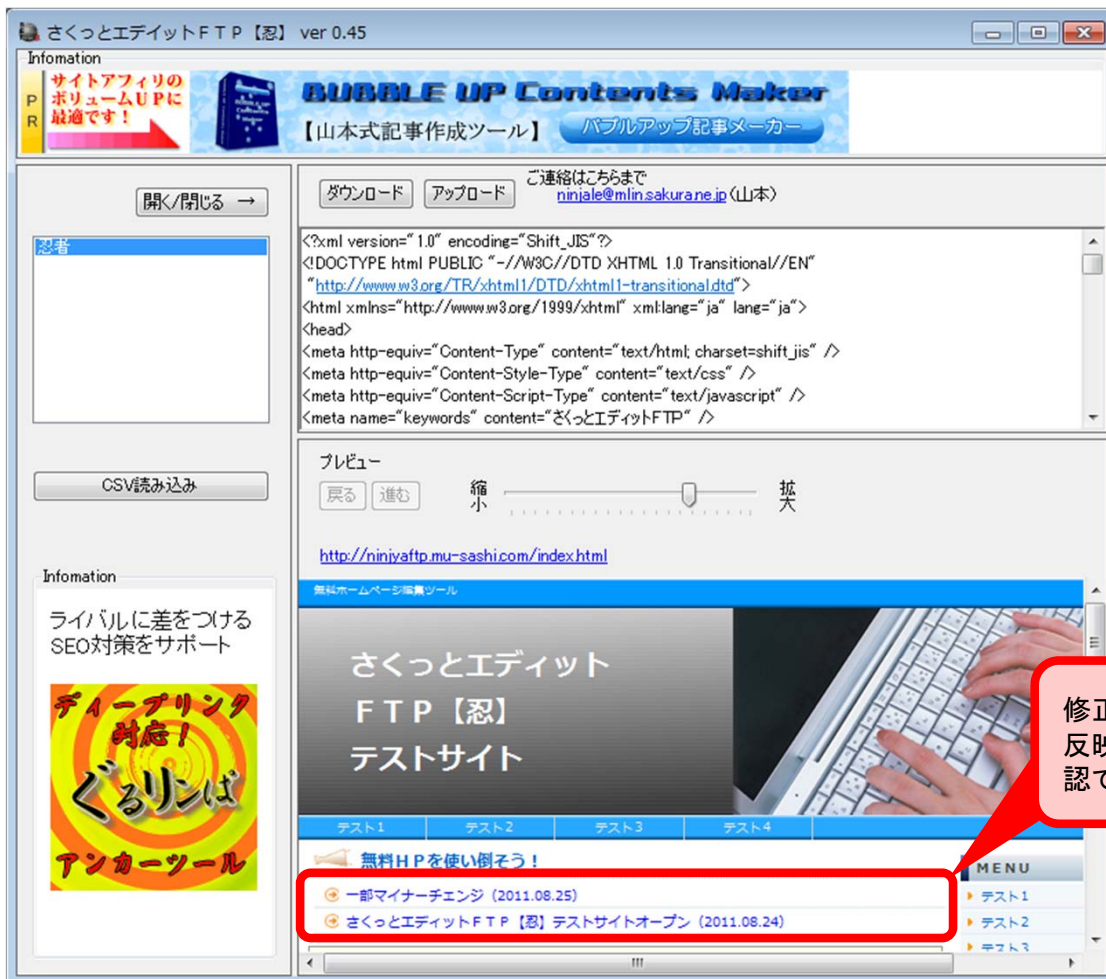 さくっとエデイットＦＴＰ【忍】 ver 0.45
Infomation
PR
サイトアフィリの
ボリュームＵＰに
最適です！
BUBBLE UP Contents Maker
【山本式記事作成ツール】
バブルアップ記事メーカー
開く/閉じる →
忍者
CSV読み込み
ダウンロード
アップロード
ご連絡はこちらまで
ninjale@mlin.sakura.ne.jp（山本）
<?xml version="1.0" encoding="Shift_JIS"?>
<!DOCTYPE html PUBLIC "-//W3C//DTD XHTML 1.0 Transitional//EN"
"http://www.w3.org/TR/xhtml1/DTD/xhtml1-transitional.dtd">
<html xmlns="http://www.w3.org/1999/xhtml" xml:lang="ja" lang="ja">
<head>
<meta http-equiv="Content-Type" content="text/html; charset=shift_jis" />
<meta http-equiv="Content-Style-Type" content="text/css" />
<meta http-equiv="Content-Script-Type" content="text/javascript" />
<meta name="keywords" content="さくっとエディットFTP" />
プレビュー
戻る
進む
縮小
拡大
http://ninjyaftp.mu-sashi.com/index.html
Infomation
ライバルに差をつける
SEO対策をサポート
ディープリンク
対応！
ぐるりンぱ
アンカーツール
無料ホームページ編集ツール
さくっとエディット
ＦＴＰ【忍】
テストサイト
テスト1
テスト2
テスト3
テスト4
無料ＨＰを使い倒そう！
一部マイナーチェンジ（2011.08.25）
さくっとエディットＦＴＰ【忍】テストサイトオープン（2011.08.24）
MENU
テスト1
テスト2
テスト3
修正
反映
認で